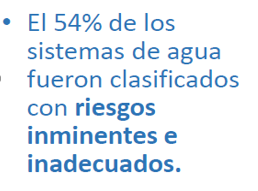 • El 54% de los
sistemas de agua
fueron clasificados
con riesgos
inminentes e
inadecuados.